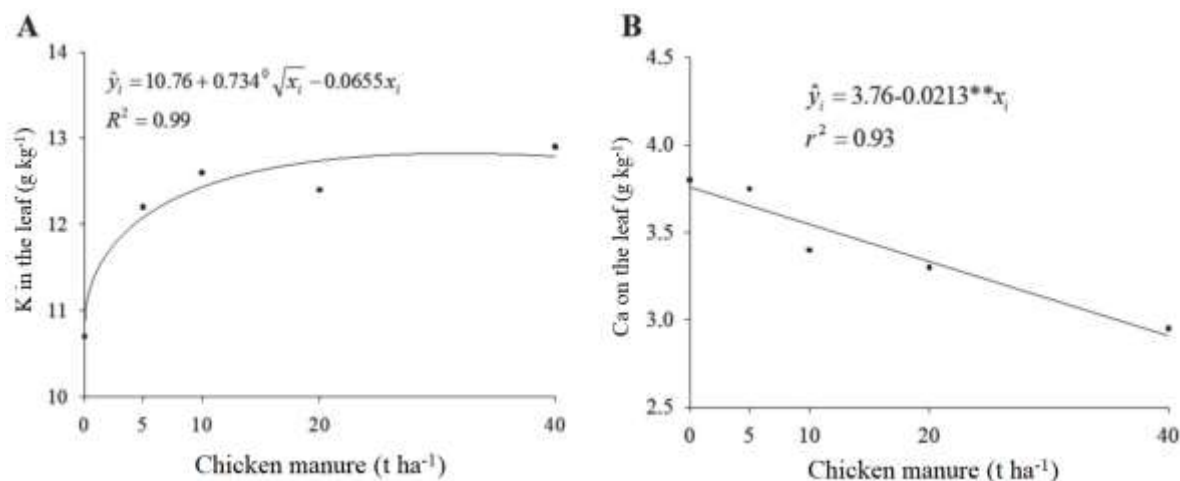 A
14
13
12
11
10
K in the leaf (g kg⁻¹)
ŷᵢ = 10.76 + 0.734⁰ √xᵢ − 0.0655xᵢ
R² = 0.99
0 5 10 20 40
Chicken manure (t ha⁻¹)
B
4.5
4.0
3.5
3.0
2.5
Ca on the leaf (g kg⁻¹)
ŷᵢ = 3.76-0.0213**xᵢ
r² = 0.93
0 5 10 20 40
Chicken manure (t ha⁻¹)